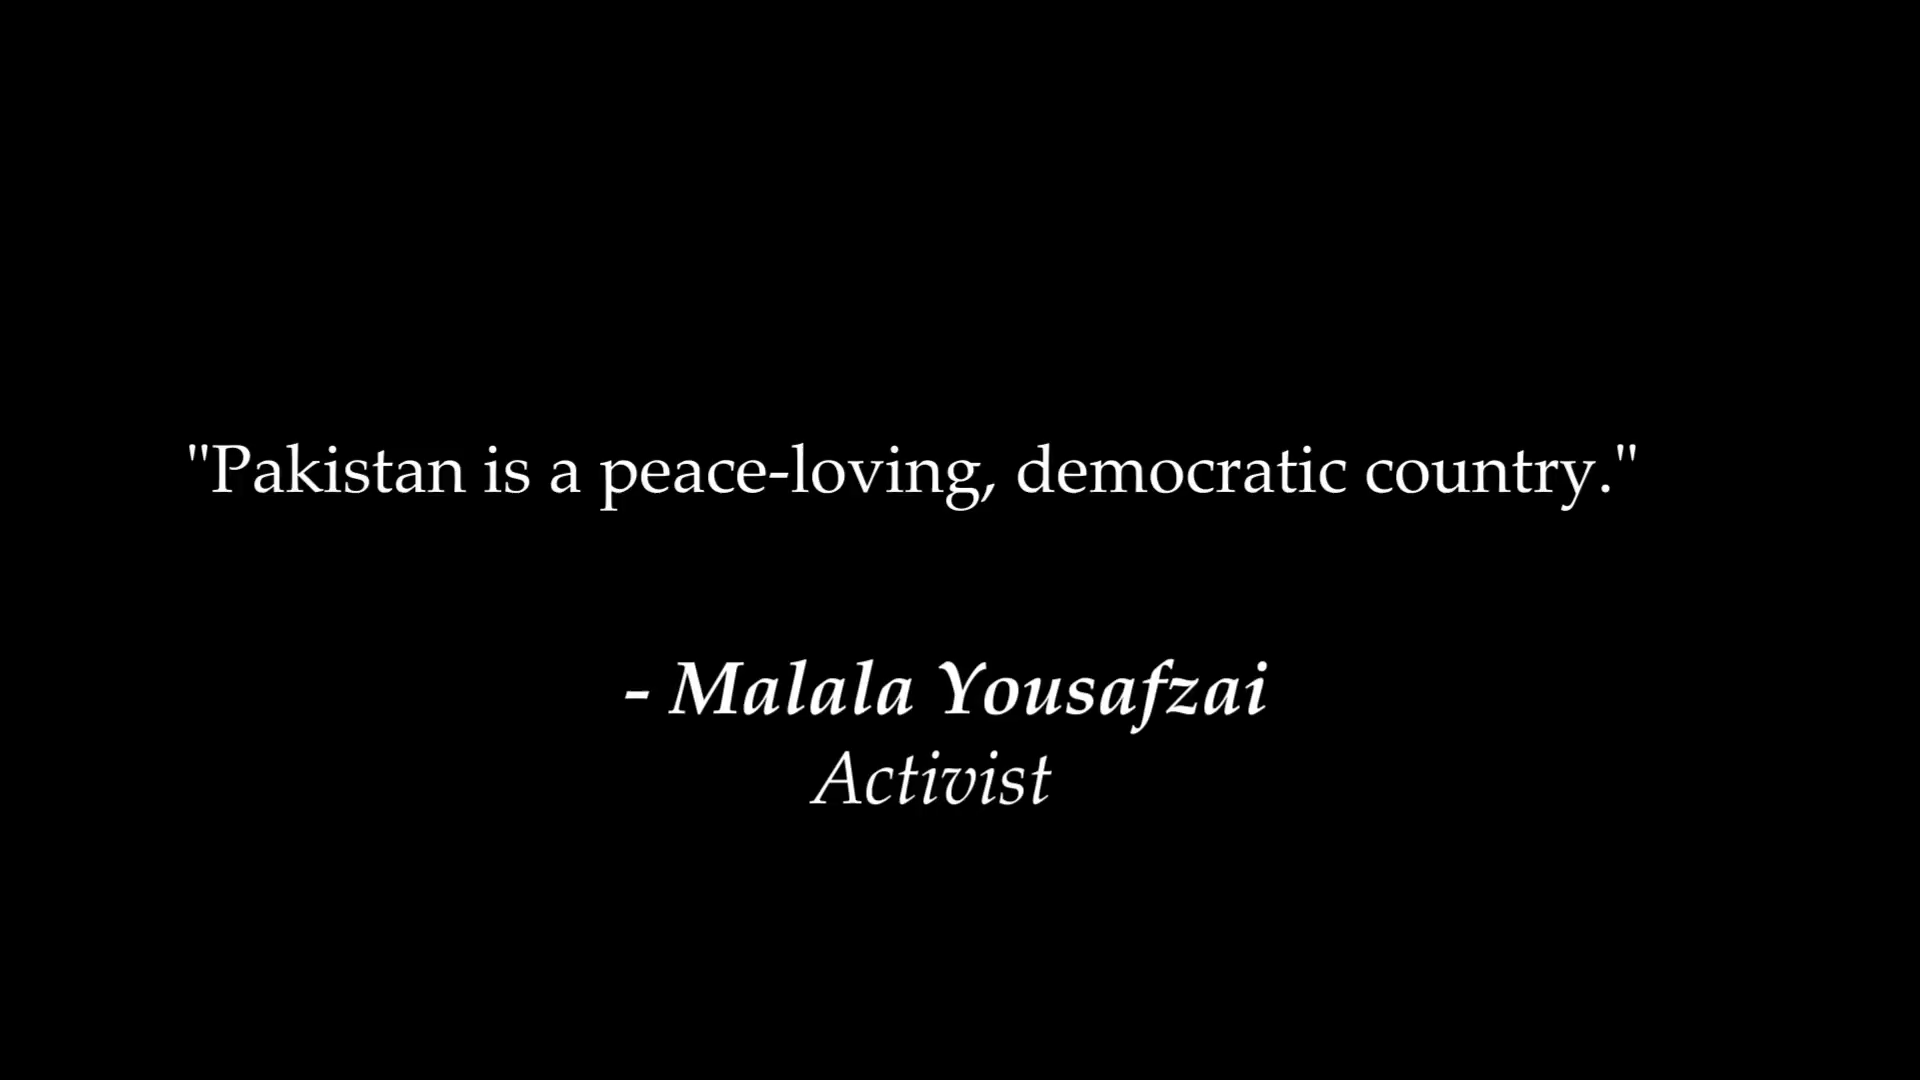 "Pakistan is a peace-loving, democratic country."
- Malala Yousafzai
Activist